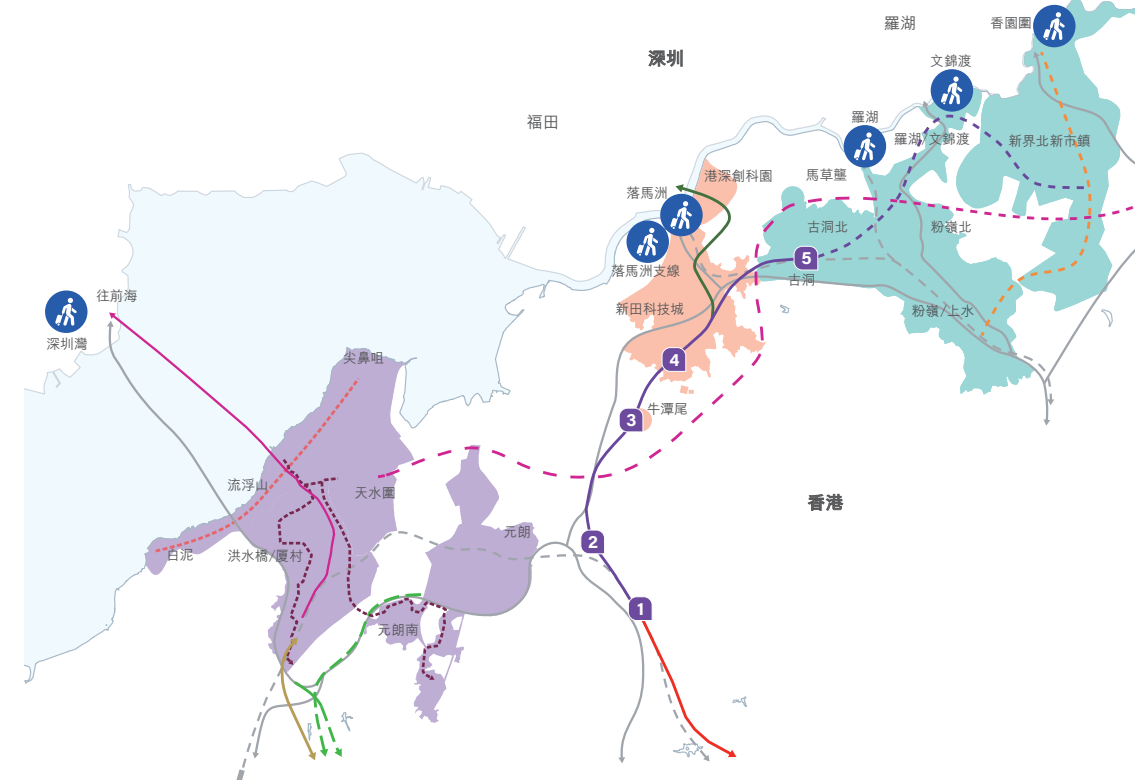 羅湖
香園圍
深圳
文錦渡
福田
羅湖
羅湖/文錦渡
新界北新市鎮
港深創科園
馬草壟
落馬洲
古洞北
粉嶺北
5
落馬洲支線
古洞
往前海
新田科技城
粉嶺/上水
深圳灣
尖鼻咀
4
牛潭尾
3
流浮山
天水圍
香港
元朗
2
白泥
洪水橋/厦村
1
元朗南